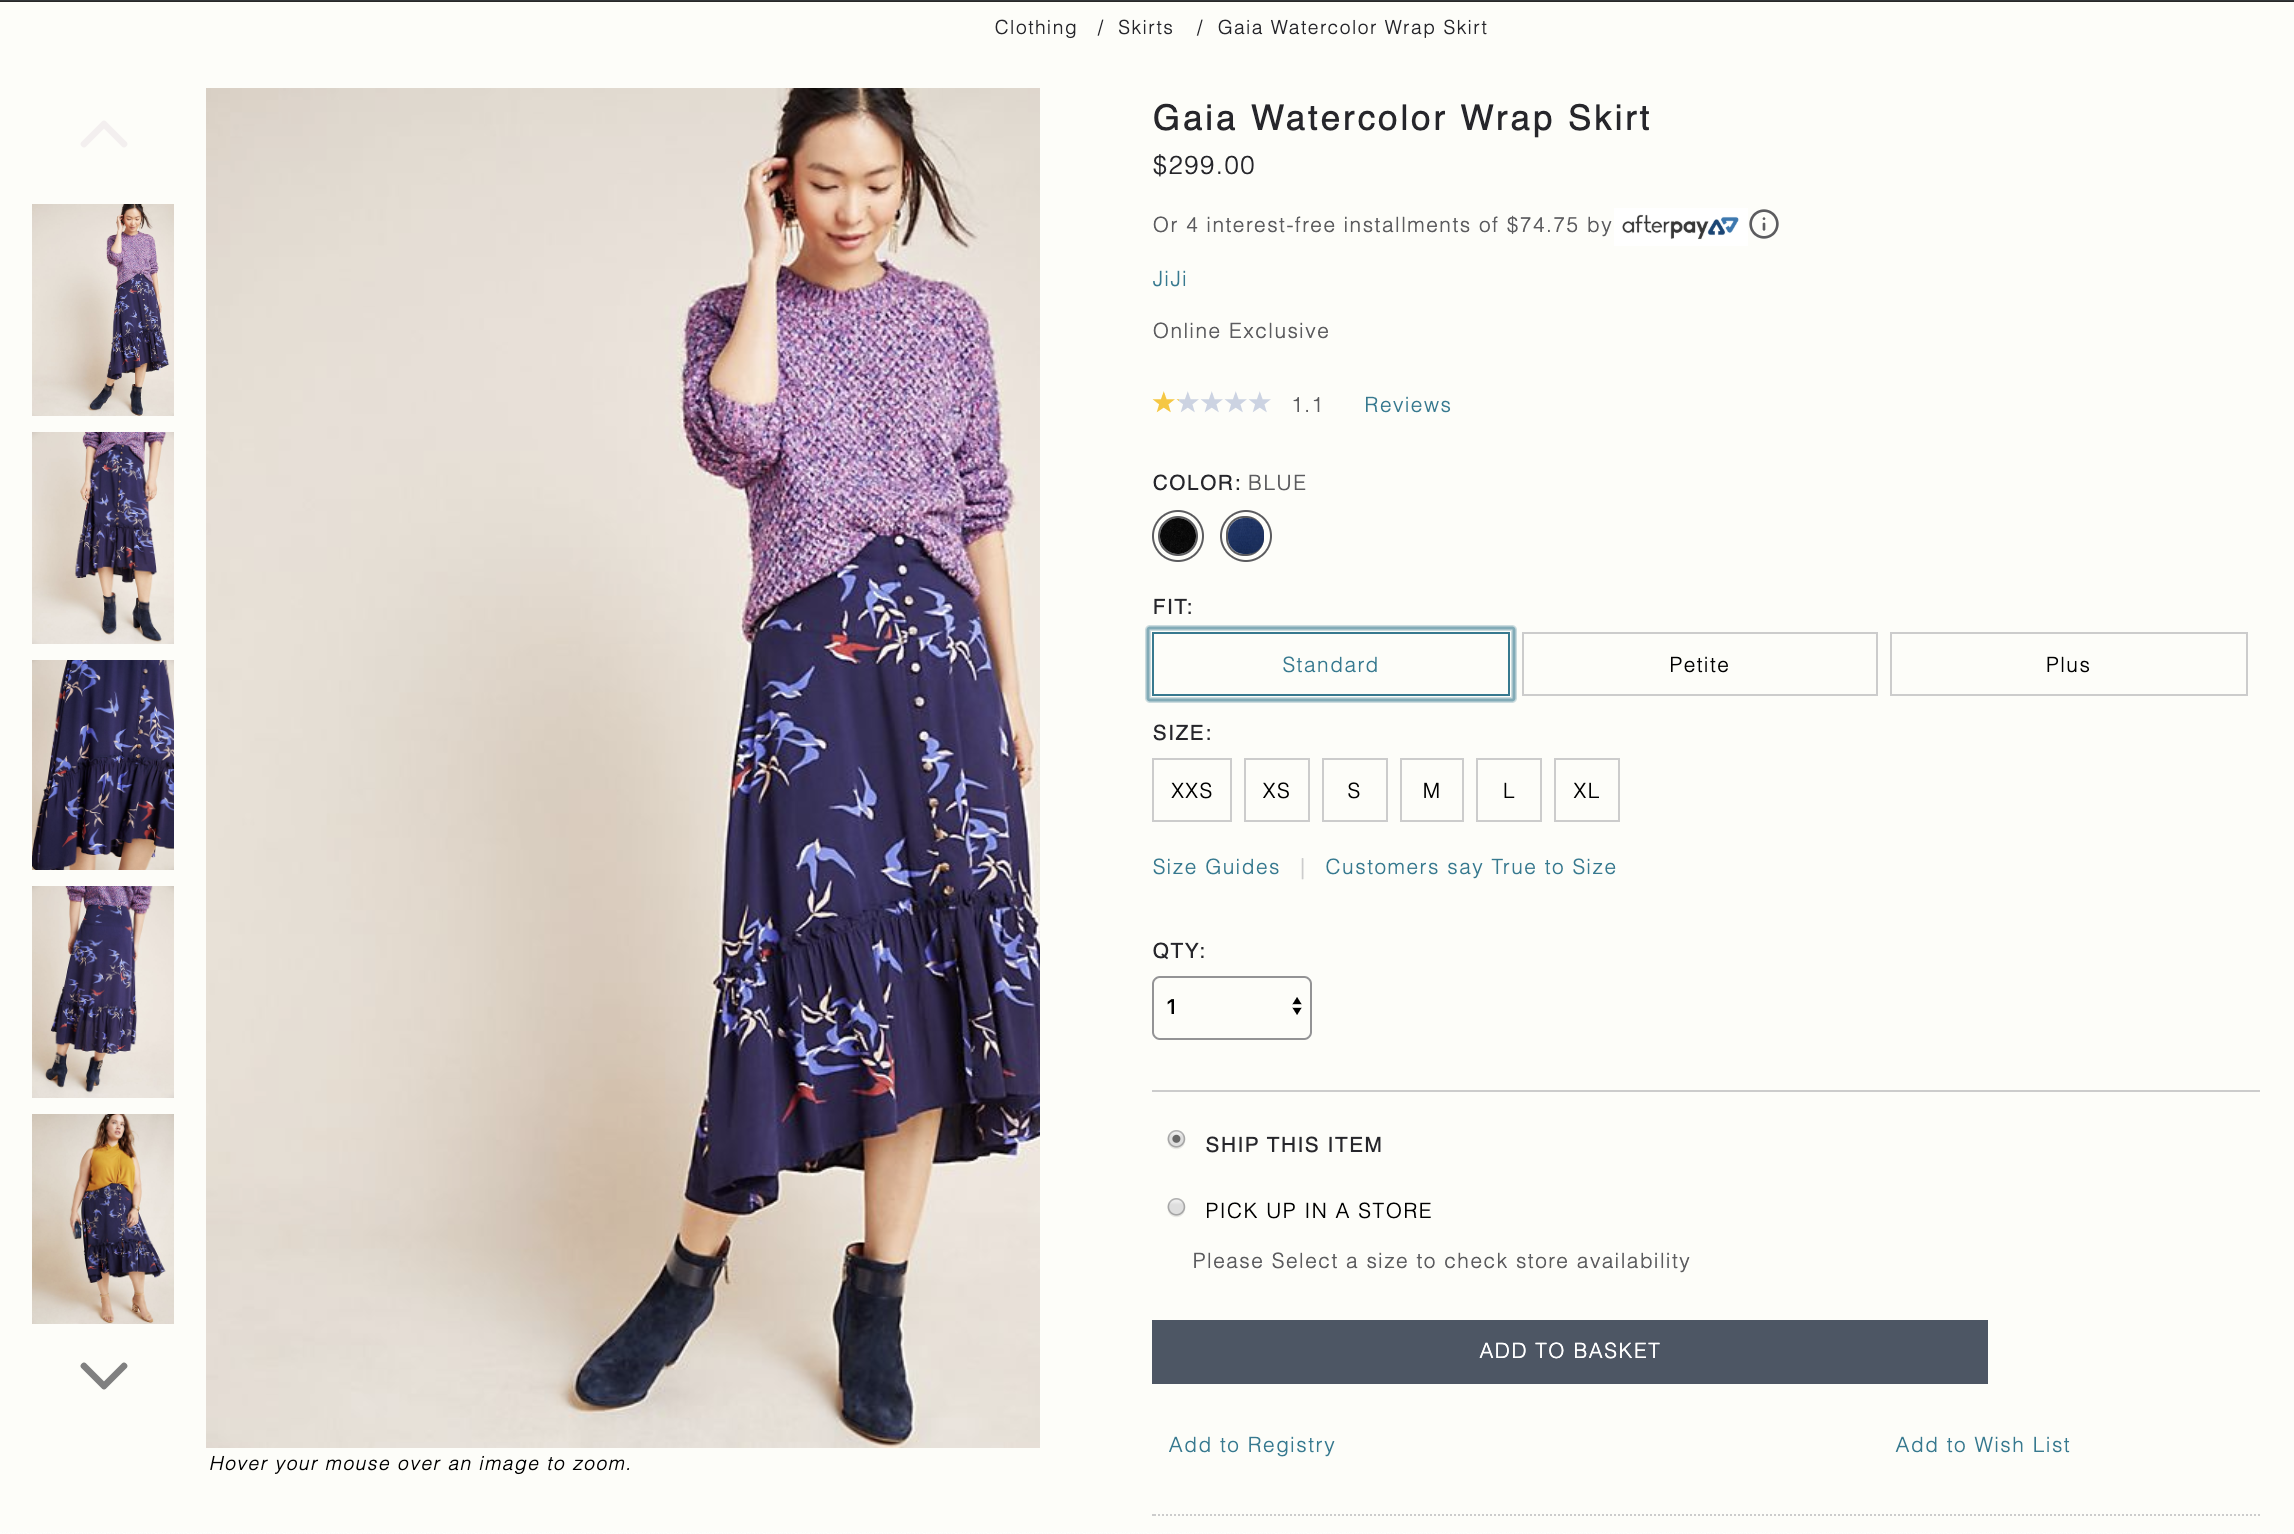 Clothing / Skirts / Gaia Watercolor Wrap Skirt
Gaia Watercolor Wrap Skirt
$299.00
Or 4 interest-free installments of $74.75 by afterpay
JiJi
Online Exclusive
1.1 Reviews
COLOR: BLUE
FIT:
Standard Petite Plus
SIZE:
XXS XS S M L XL
Size Guides | Customers say True to Size
QTY:
1
SHIP THIS ITEM
PICK UP IN A STORE
Please Select a size to check store availability
ADD TO BASKET
Add to Registry Add to Wish List
Hover your mouse over an image to zoom.